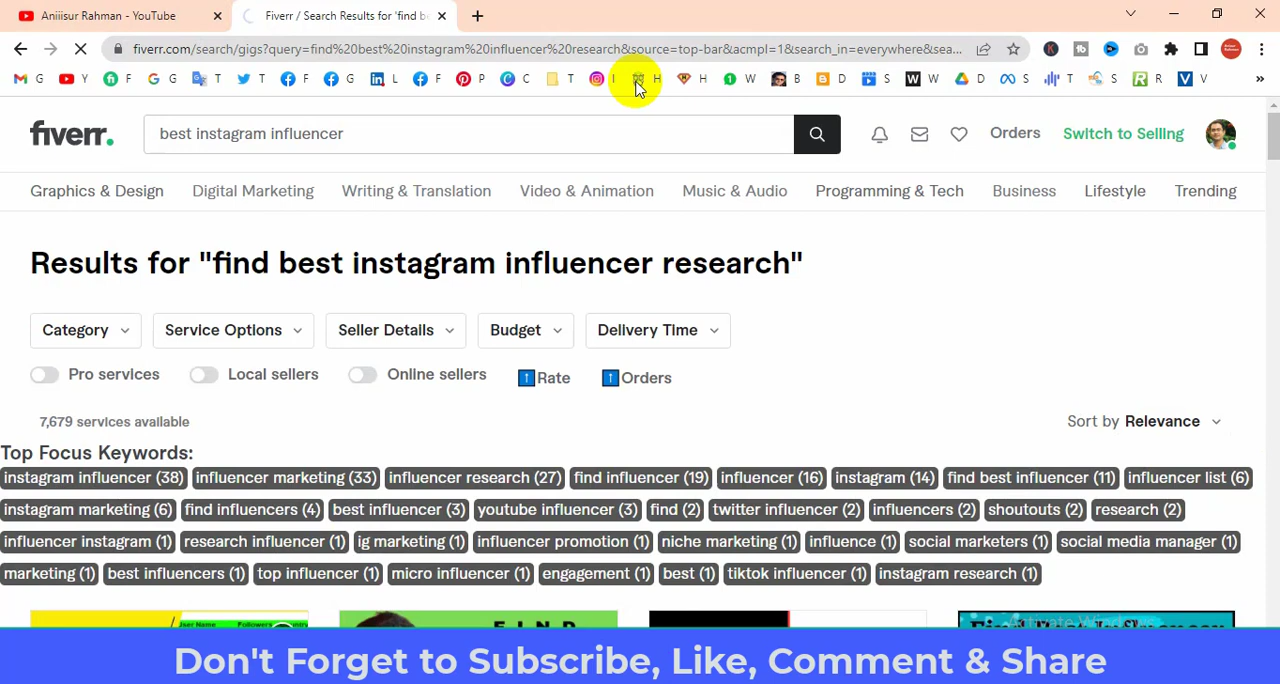 Aniiisur Rahman - YouTube
Fiverr / Search Results for 'find be
fiverr.com/search/gigs?query=find%20best%20instagram%20influencer%20research&source=top-bar&acmpl=1&search_in=everywhere&sea...
G Y F G T T F F L F P C T I H H W B D S W D S T S R V »
fiverr.
best instagram influencer
Orders
Switch to Selling
Graphics & Design Digital Marketing Writing & Translation Video & Animation Music & Audio Programming & Tech Business Lifestyle Trending
Results for "find best instagram influencer research"
Category Service Options Seller Details Budget Delivery Time
Pro services Local sellers Online sellers ↑Rate ↑Orders
7,679 services available
Sort by Relevance
Top Focus Keywords:
instagram influencer (38) influencer marketing (33) influencer research (27) find influencer (19) influencer (16) instagram (14) find best influencer (11) influencer list (6)
instagram marketing (6) find influencers (4) best influencer (3) youtube influencer (3) find (2) twitter influencer (2) influencers (2) shoutouts (2) research (2)
influencer instagram (1) research influencer (1) ig marketing (1) influencer promotion (1) niche marketing (1) influence (1) social marketers (1) social media manager (1)
marketing (1) best influencers (1) top influencer (1) micro influencer (1) engagement (1) best (1) tiktok influencer (1) instagram research (1)
User Name Followers
FIND
Activate Windows
Don't Forget to Subscribe, Like, Comment & Share